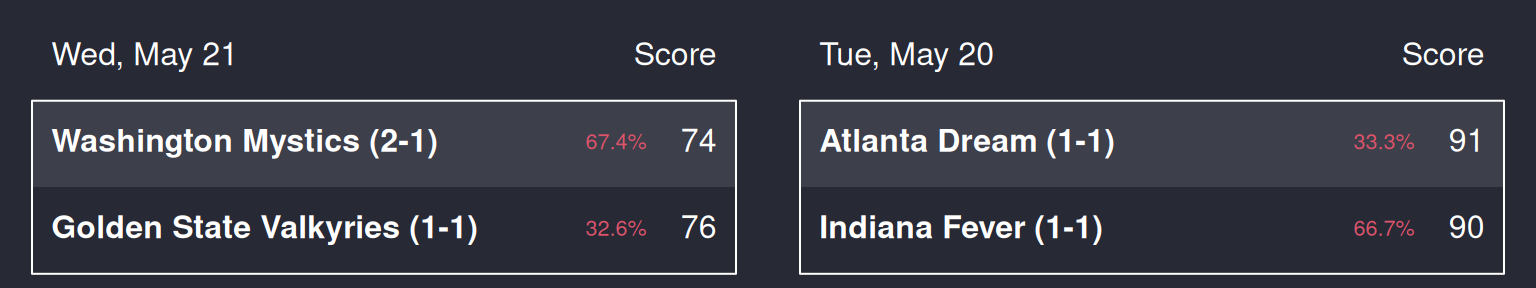 Wed, May 21 Score
Washington Mystics (2-1) 67.4% 74
Golden State Valkyries (1-1) 32.6% 76
Tue, May 20 Score
Atlanta Dream (1-1) 33.3% 91
Indiana Fever (1-1) 66.7% 90